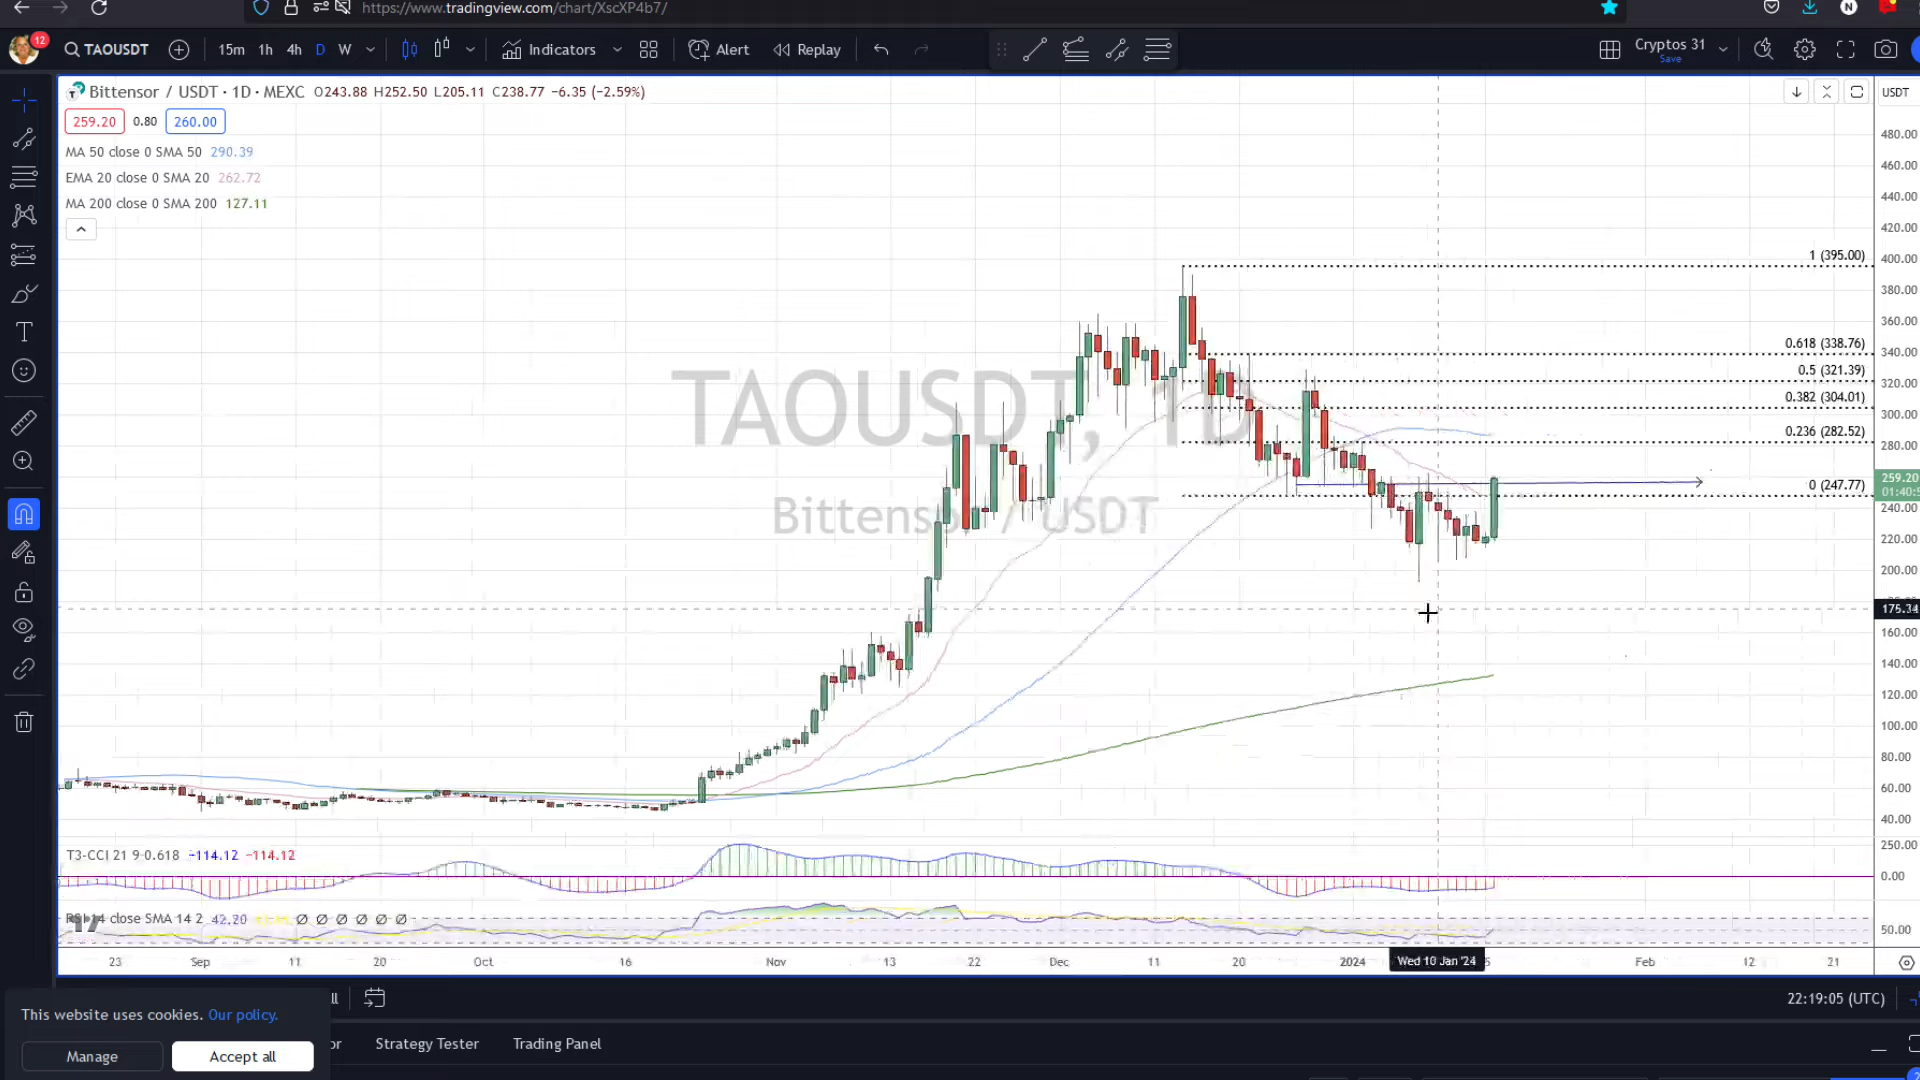 https://www.tradingview.com/chart/XscXP4b7/
N
12
TAOUSDT
15m 1h 4h D W
Indicators
Alert
Replay
Cryptos 31
Save
Bittensor / USDT · 1D · MEXC O243.88 H252.50 L205.11 C238.77 −6.35 (−2.59%)
259.20 0.80 260.00
MA 50 close 0 SMA 50 290.39
EMA 20 close 0 SMA 20 262.72
MA 200 close 0 SMA 200 127.11
TAOUSDT, 1D
Bittensor / USDT
1 (395.00)
0.618 (338.76)
0.5 (321.39)
0.382 (304.01)
0.236 (282.52)
0 (247.77)
USDT
480.00
460.00
440.00
420.00
400.00
380.00
360.00
340.00
320.00
300.00
280.00
259.20
240.00
220.00
200.00
175.34
160.00
140.00
120.00
100.00
80.00
60.00
40.00
T3-CCI 21 9 0.618 −114.12 −114.12
250.00
0.00
RSI 14 close SMA 14 2 42.20
50.00
23 Sep 11 20 Oct 16 Nov 13 22 Dec 11 20 2024 Wed 10 Jan '24 Feb 12 21
22:19:05 (UTC)
This website uses cookies. Our policy.
Manage Accept all
Strategy Tester
Trading Panel